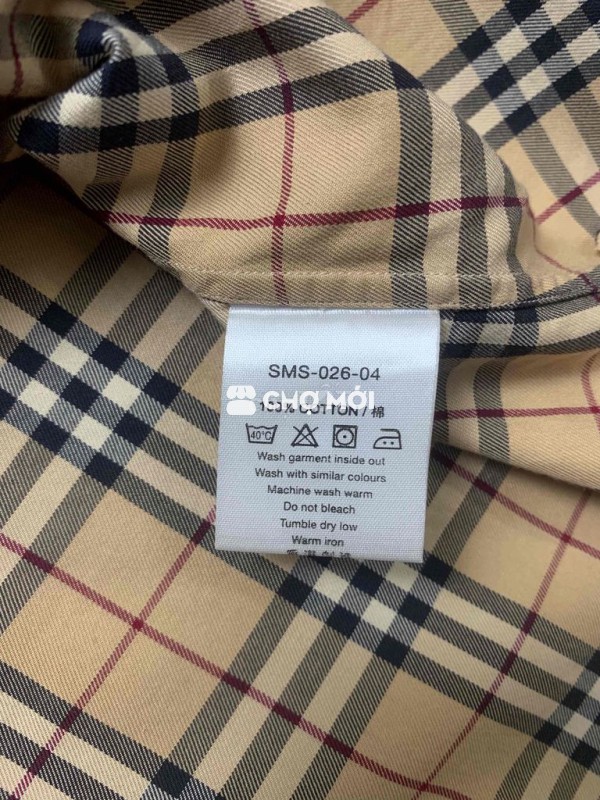 SMS-026-04
CHỢ MỚI
100% COTTON / 棉
40°C
Wash garment inside out
Wash with similar colours
Machine wash warm
Do not bleach
Tumble dry low
Warm iron